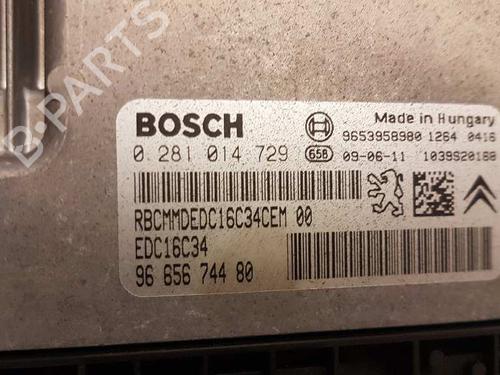 B-PARTS
BOSCH
Made in Hungary
9653958980 1264 0416
0 281 014 729 658 09-06-11 1039S20168
RBCMMDEDC16C34CEM 00
EDC16C34
96 656 744 80